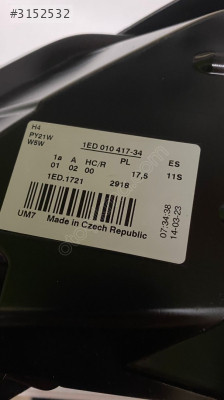 #3152532
H4
PY21W
W5W
1ED 010 417-34
1a A HC/R PL ES
01 02 00 17,5 11S
1ED.1721 2918
UM7 Made in Czech Republic
07:34:38
14-03-23